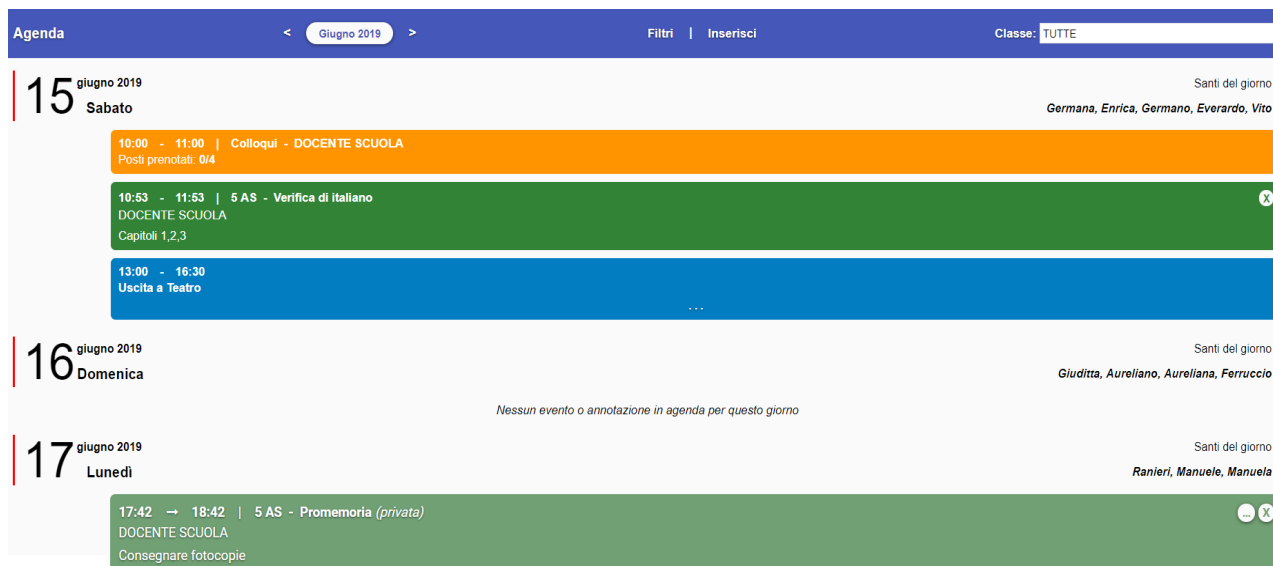 Agenda < Giugno 2019 > Filtri | Inserisci Classe: TUTTE
15 giugno 2019 Santi del giorno
Sabato Germana, Enrica, Germano, Everardo, Vito
10:00 - 11:00 | Colloqui - DOCENTE SCUOLA
Posti prenotati: 0/4
10:53 - 11:53 | 5 AS - Verifica di italiano X
DOCENTE SCUOLA
Capitoli 1,2,3
13:00 - 16:30
Uscita a Teatro
...
16 giugno 2019 Santi del giorno
Domenica Giuditta, Aureliano, Aureliana, Ferruccio
Nessun evento o annotazione in agenda per questo giorno
17 giugno 2019 Santi del giorno
Lunedì Ranieri, Manuele, Manuela
17:42 → 18:42 | 5 AS - Promemoria (privata) ... X
DOCENTE SCUOLA
Consegnare fotocopie